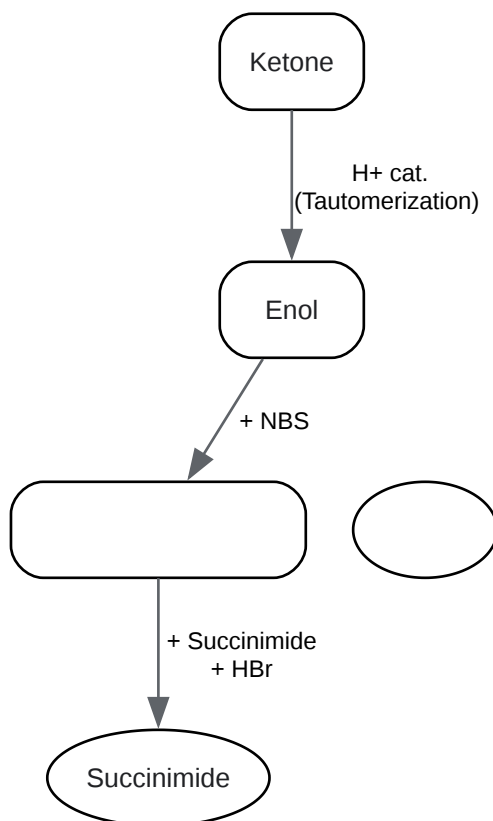 Ketone
H+ cat.
(Tautomerization)
Enol
+ NBS
+ Succinimide
+ HBr
Succinimide